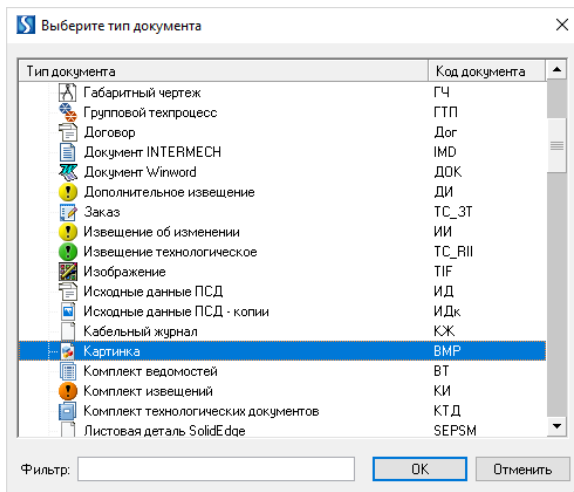 Выберите тип документа
Тип документа Код документа
Габаритный чертеж ГЧ
Групповой техпроцесс ГТП
Договор Дог
Документ INTERMECH IMD
Документ Winword ДОК
Дополнительное извещение ДИ
Заказ ТС_ЗТ
Извещение об изменении ИИ
Извещение технологическое TC_RII
Изображение TIF
Исходные данные ПСД ИД
Исходные данные ПСД - копии ИДк
Кабельный журнал КЖ
Картинка BMP
Комплект ведомостей ВТ
Комплект извещений КИ
Комплект технологических документов КТД
Листовая деталь SolidEdge SEPSM
Фильтр: OK Отменить